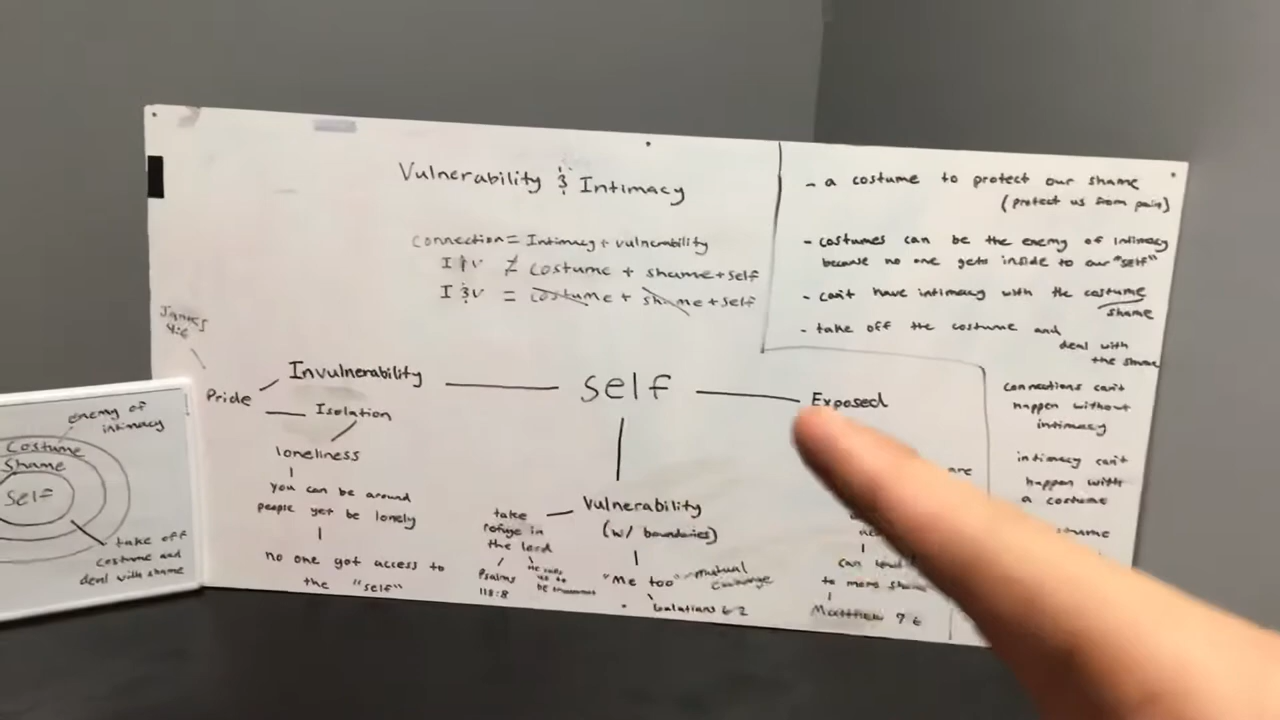 Vulnerability & Intimacy
connection = Intimacy + vulnerability
I & V ≠ costume + shame + self
I & V = costume + shame + self
- a costume to protect our shame
(protect us from pain)
- costumes can be the enemy of intimacy
because no one gets inside to our "self"
- can't have intimacy with the costume
shame
- take off the costume and
deal with
the shame
connections can't
happen without
intimacy
intimacy can't
happen with
a costume
James
4:6
Pride
Invulnerability
Isolation
loneliness
you can be around
people yet be lonely
no one got access to
the "self"
self
Vulnerability
(w/ boundaries)
take
refuge in
the lord
Psalms
118:8
"Me too"
mutual
exchange
Galatians 6 2
Exposed
are
can
to more
Matthew 7 6
enemy of
intimacy
Costume
Shame
Self
take off
costume and
deal with shame